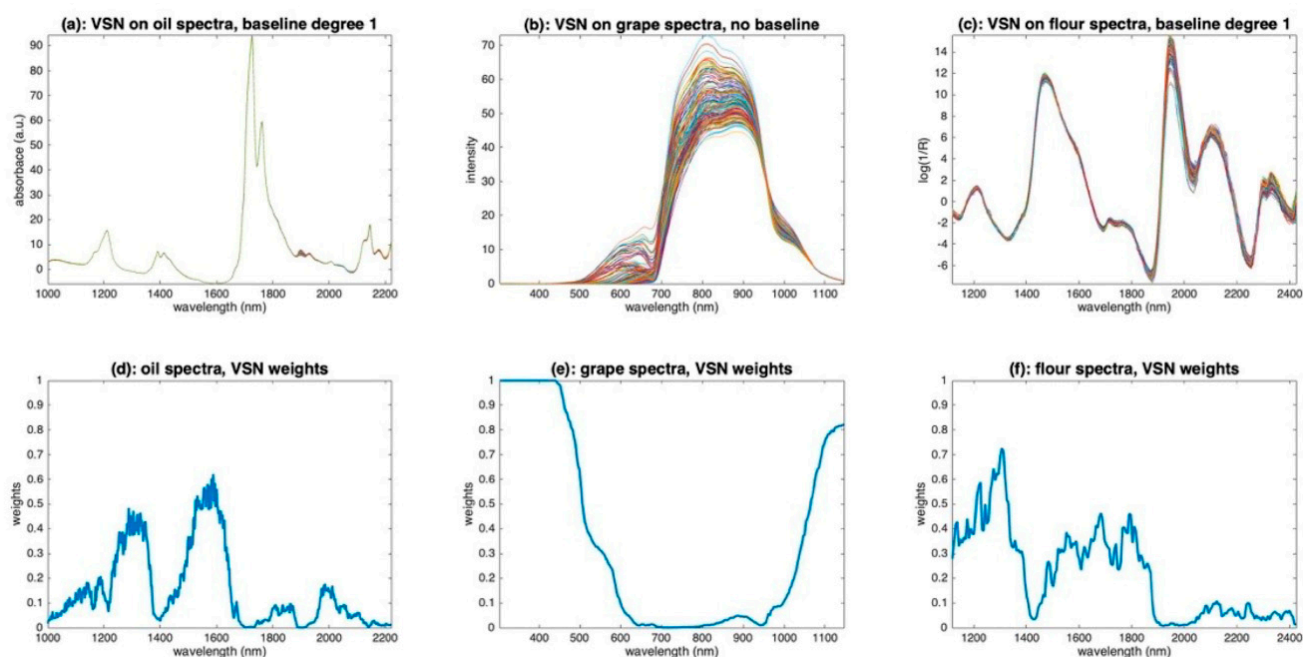 (a): VSN on oil spectra, baseline degree 1
absorbace (a.u.)
90
80
70
60
50
40
30
20
10
0
1000 1200 1400 1600 1800 2000 2200
wavelength (nm)
(b): VSN on grape spectra, no baseline
intensity
70
60
50
40
30
20
10
0
400 500 600 700 800 900 1000 1100
wavelength (nm)
(c): VSN on flour spectra, baseline degree 1
log(1/R)
14
12
10
8
6
4
2
0
-2
-4
-6
1200 1400 1600 1800 2000 2200 2400
wavelength (nm)
(d): oil spectra, VSN weights
weights
1
0.9
0.8
0.7
0.6
0.5
0.4
0.3
0.2
0.1
0
1000 1200 1400 1600 1800 2000 2200
wavelength (nm)
(e): grape spectra, VSN weights
weights
1
0.9
0.8
0.7
0.6
0.5
0.4
0.3
0.2
0.1
0
400 500 600 700 800 900 1000 1100
wavelength (nm)
(f): flour spectra, VSN weights
weights
1
0.9
0.8
0.7
0.6
0.5
0.4
0.3
0.2
0.1
0
1200 1400 1600 1800 2000 2200 2400
wavelength (nm)